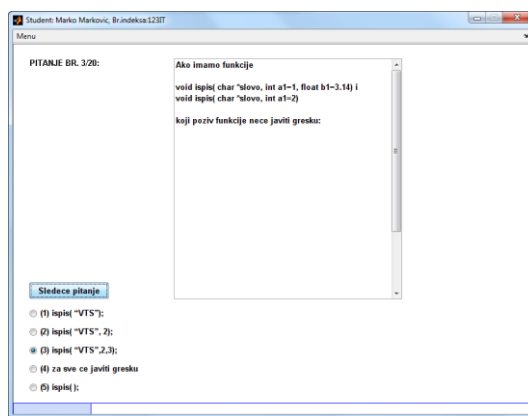 Student: Marko Markovic, Br.indeksa:123IT
Menu
PITANJE BR. 3/20:
Ako imamo funkcije
void ispis( char *slovo, int a1=1, float b1=3.14) i
void ispis( char *slovo, int a1=2)
koji poziv funkcije nece javiti gresku:
Sledece pitanje
(1) ispis( "VTS");
(2) ispis( "VTS", 2);
(3) ispis( "VTS",2,3);
(4) za sve ce javiti gresku
(5) ispis( );